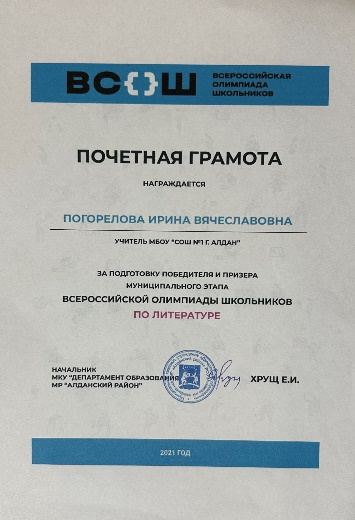 ВС{}Ш
ВСЕРОССИЙСКАЯ
ОЛИМПИАДА
ШКОЛЬНИКОВ
ПОЧЕТНАЯ ГРАМОТА
НАГРАЖДАЕТСЯ
ПОГОРЕЛОВА ИРИНА ВЯЧЕСЛАВОВНА
УЧИТЕЛЬ МБОУ "СОШ №1 Г. АЛДАН"
ЗА ПОДГОТОВКУ ПОБЕДИТЕЛЯ И ПРИЗЕРА
МУНИЦИПАЛЬНОГО ЭТАПА
ВСЕРОССИЙСКОЙ ОЛИМПИАДЫ ШКОЛЬНИКОВ
ПО ЛИТЕРАТУРЕ
НАЧАЛЬНИК
МКУ "ДЕПАРТАМЕНТ ОБРАЗОВАНИЯ
МР "АЛДАНСКИЙ РАЙОН"
ХРУЩ Е.И.
2021 ГОД